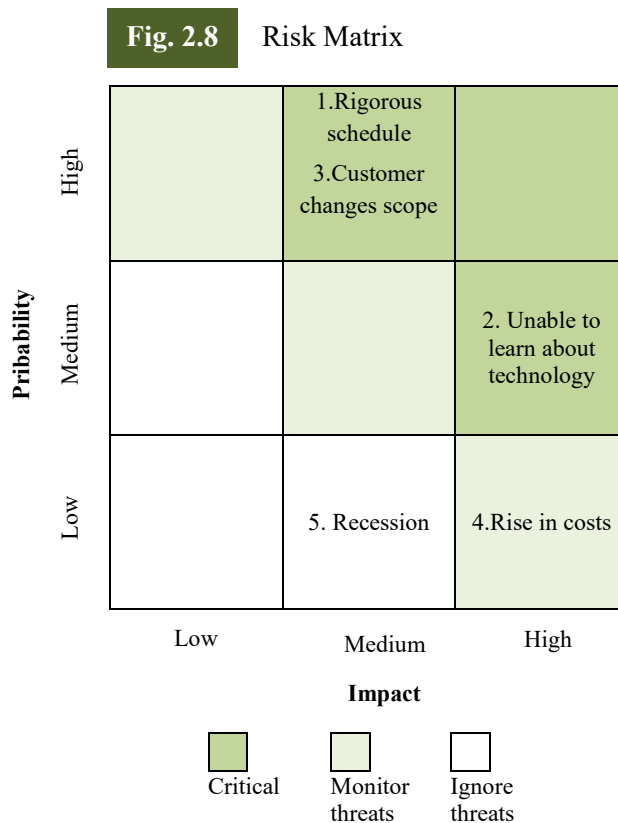 Fig. 2.8 Risk Matrix
1.Rigorous
schedule
3.Customer
changes scope
High
2. Unable to
learn about
technology
Medium
Pribability
5. Recession
4.Rise in costs
Low
Low
Medium
High
Impact
Critical
Monitor
threats
Ignore
threats